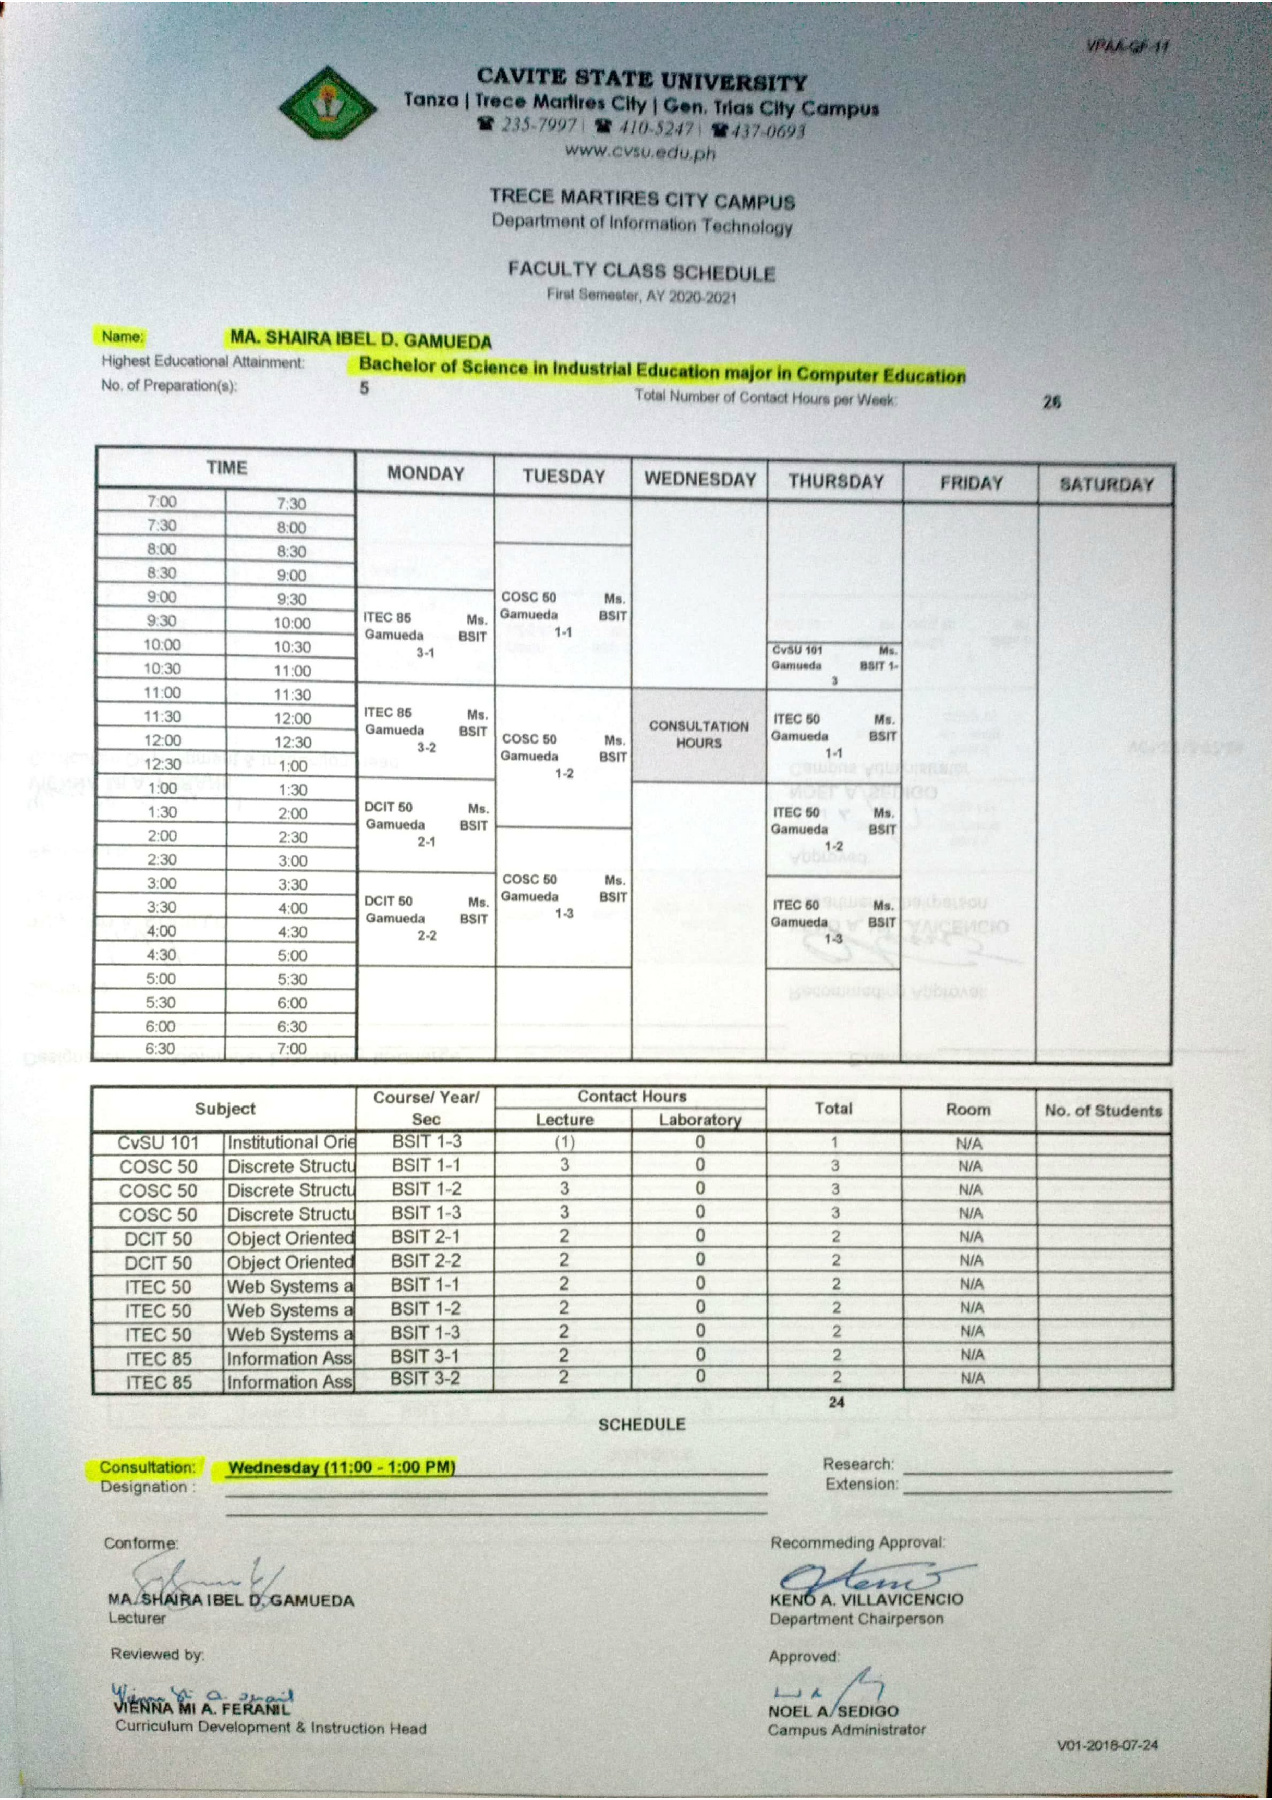 VPAA-QF-11
CAVITE STATE UNIVERSITY
Tanza | Trece Martires City | Gen. Trias City Campus
☎ 235-7997 | ☎ 410-5247 | ☎ 437-0693
www.cvsu.edu.ph
TRECE MARTIRES CITY CAMPUS
Department of Information Technology
FACULTY CLASS SCHEDULE
First Semester, AY 2020-2021
Name: MA. SHAIRA IBEL D. GAMUEDA
Highest Educational Attainment: Bachelor of Science in Industrial Education major in Computer Education
No. of Preparation(s): 5 Total Number of Contact Hours per Week: 26
TIME MONDAY TUESDAY WEDNESDAY THURSDAY FRIDAY SATURDAY
7:00 7:30
7:30 8:00
8:00 8:30
8:30 9:00
9:00 9:30
9:30 10:00
10:00 10:30
10:30 11:00
11:00 11:30
11:30 12:00
12:00 12:30
12:30 1:00
1:00 1:30
1:30 2:00
2:00 2:30
2:30 3:00
3:00 3:30
3:30 4:00
4:00 4:30
4:30 5:00
5:00 5:30
5:30 6:00
6:00 6:30
6:30 7:00
ITEC 85 Ms.
Gamueda BSIT
3-1
ITEC 85 Ms.
Gamueda BSIT
3-2
DCIT 50 Ms.
Gamueda BSIT
2-1
DCIT 50 Ms.
Gamueda BSIT
2-2
COSC 50 Ms.
Gamueda BSIT
1-1
COSC 50 Ms.
Gamueda BSIT
1-2
COSC 50 Ms.
Gamueda BSIT
1-3
CONSULTATION
HOURS
CvSU 101 Ms.
Gamueda BSIT 1-
3
ITEC 50 Ms.
Gamueda BSIT
1-1
ITEC 50 Ms.
Gamueda BSIT
1-2
ITEC 50 Ms.
Gamueda BSIT
1-3
Subject Course/ Year/ Sec Contact Hours Total Room No. of Students
Lecture Laboratory
CvSU 101 Institutional Orie BSIT 1-3 (1) 0 1 N/A
COSC 50 Discrete Structu BSIT 1-1 3 0 3 N/A
COSC 50 Discrete Structu BSIT 1-2 3 0 3 N/A
COSC 50 Discrete Structu BSIT 1-3 3 0 3 N/A
DCIT 50 Object Oriented BSIT 2-1 2 0 2 N/A
DCIT 50 Object Oriented BSIT 2-2 2 0 2 N/A
ITEC 50 Web Systems a BSIT 1-1 2 0 2 N/A
ITEC 50 Web Systems a BSIT 1-2 2 0 2 N/A
ITEC 50 Web Systems a BSIT 1-3 2 0 2 N/A
ITEC 85 Information Ass BSIT 3-1 2 0 2 N/A
ITEC 85 Information Ass BSIT 3-2 2 0 2 N/A
24
SCHEDULE
Consultation: Wednesday (11:00 - 1:00 PM) Research:
Designation : Extension:
Conforme: Recommeding Approval:
MA. SHAIRA IBEL D. GAMUEDA KENO A. VILLAVICENCIO
Lecturer Department Chairperson
Reviewed by: Approved:
VIENNA MI A. FERANIL NOEL A. SEDIGO
Curriculum Development & Instruction Head Campus Administrator
V01-2018-07-24